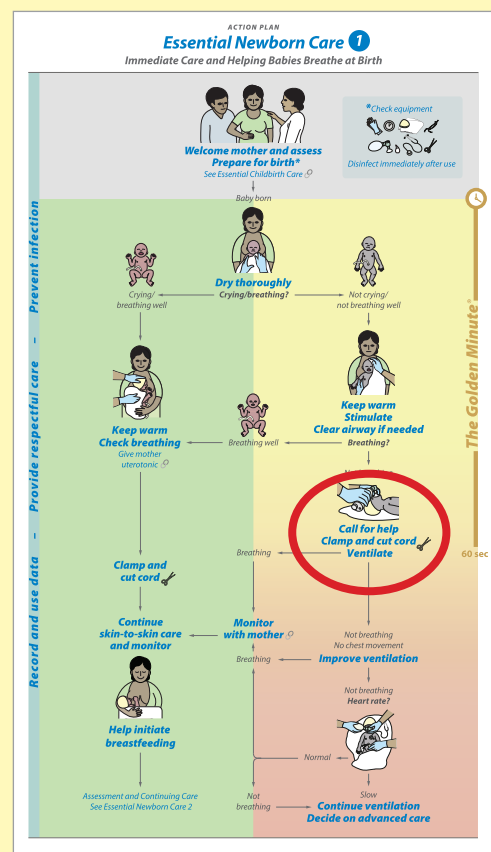 ACTION PLAN
Essential Newborn Care 1
Immediate Care and Helping Babies Breathe at Birth
Welcome mother and assess
Prepare for birth*
See Essential Childbirth Care
*Check equipment
Disinfect immediately after use
Baby born
Dry thoroughly
Crying/breathing?
Crying/
breathing well
Not crying/
not breathing well
Keep warm
Check breathing
Give mother
uterotonic
Breathing well
Keep warm
Stimulate
Clear airway if needed
Breathing?
Call for help
Clamp and cut cord
Ventilate
Breathing
60 sec
Clamp and
cut cord
Continue
skin-to-skin care
and monitor
Monitor
with mother
Not breathing
No chest movement
Breathing
Improve ventilation
Not breathing
Heart rate?
Help initiate
breastfeeding
Normal
Slow
Assessment and Continuing Care
See Essential Newborn Care 2
Not
breathing
Continue ventilation
Decide on advanced care
Record and use data – Provide respectful care – Prevent infection
The Golden Minute®